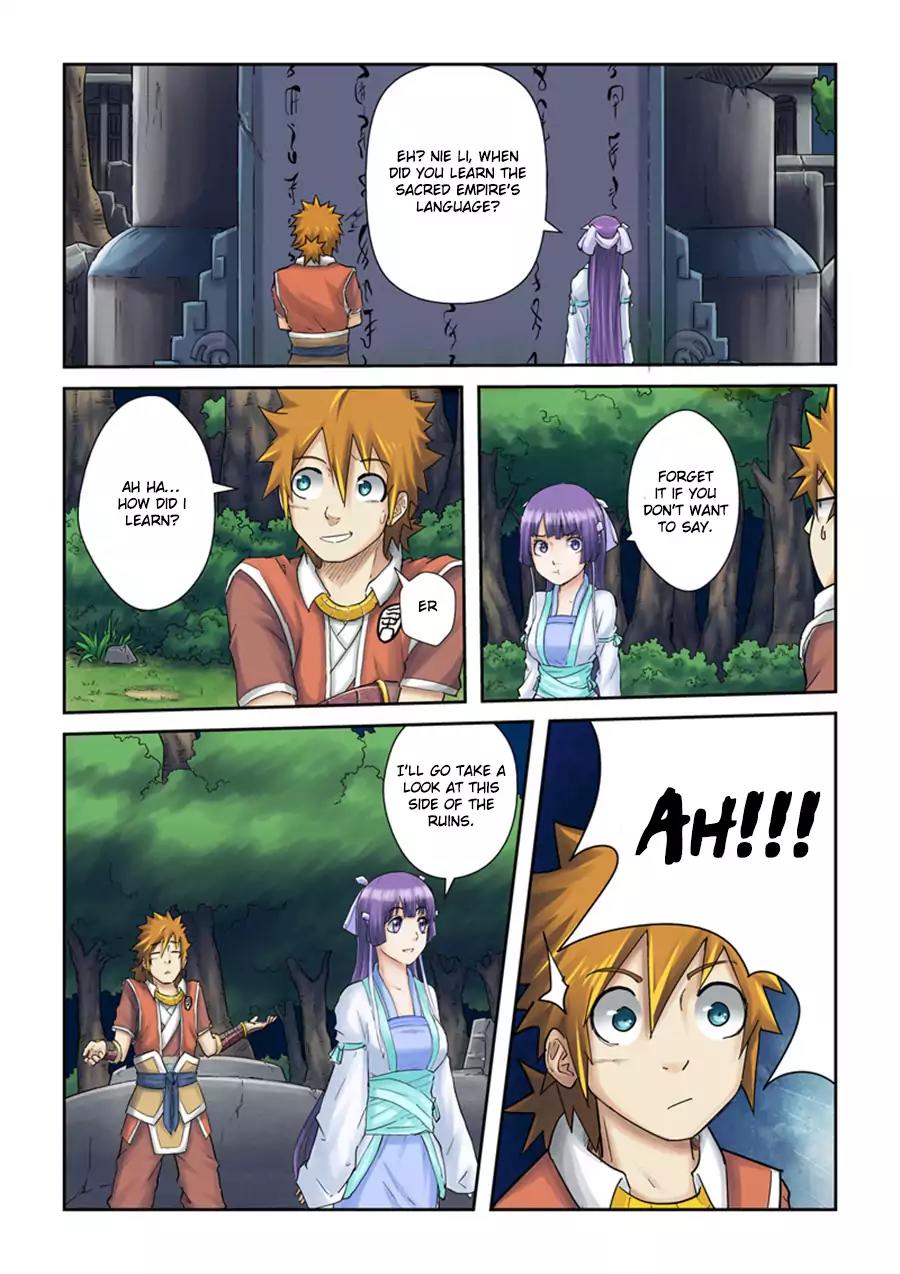 EH? NIE LI, WHEN
DID YOU LEARN THE
SACRED EMPIRE'S
LANGUAGE?
AH HA...
HOW DID I
LEARN?
ER
FORGET
IT IF YOU
DON'T WANT
TO SAY.
I'LL GO TAKE A
LOOK AT THIS
SIDE OF THE
RUINS.
AH!!!